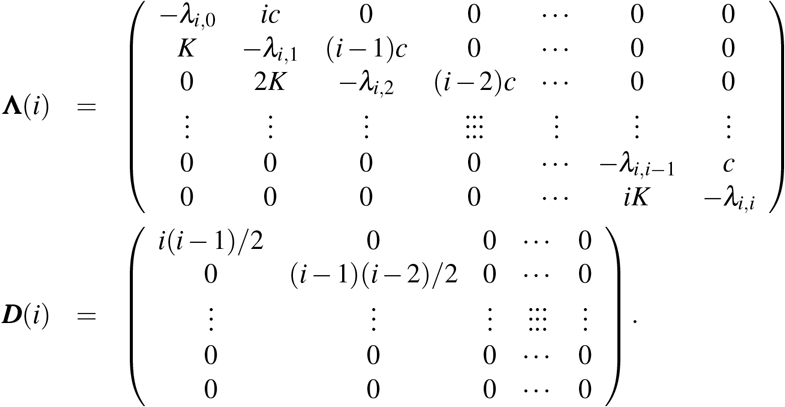 −λ_{i,0} ic 0 0 ⋯ 0 0
K −λ_{i,1} (i−1)c 0 ⋯ 0 0
0 2K −λ_{i,2} (i−2)c ⋯ 0 0
Λ(i) = ⋮ ⋮ ⋮ ⋮⋮⋮ ⋮ ⋮ ⋮
0 0 0 0 ⋯ −λ_{i,i−1} c
0 0 0 0 ⋯ iK −λ_{i,i}
i(i−1)/2 0 0 ⋯ 0
0 (i−1)(i−2)/2 0 ⋯ 0
D(i) = ⋮ ⋮ ⋮ ⋮⋮⋮ ⋮ .
0 0 0 ⋯ 0
0 0 0 ⋯ 0